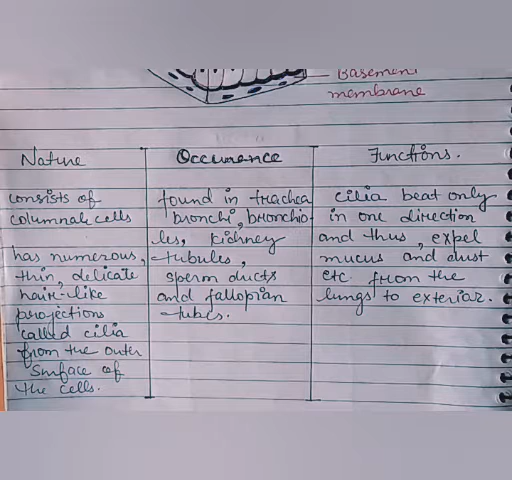 Basement
membrane
Nature
Occurance
Functions.
consists of
columnar cells
has numerous,
thin, delicate
hair-like
projections
called cilia
from the outer
Surface of
the cells.
found in trachea
bronchi, bronchio-
les, kidney
tubules,
sperm ducts
and fallopian
tubes.
cilia beat only
in one direction
and thus, expel
mucus and dust
etc. from the
lungs to exterior.